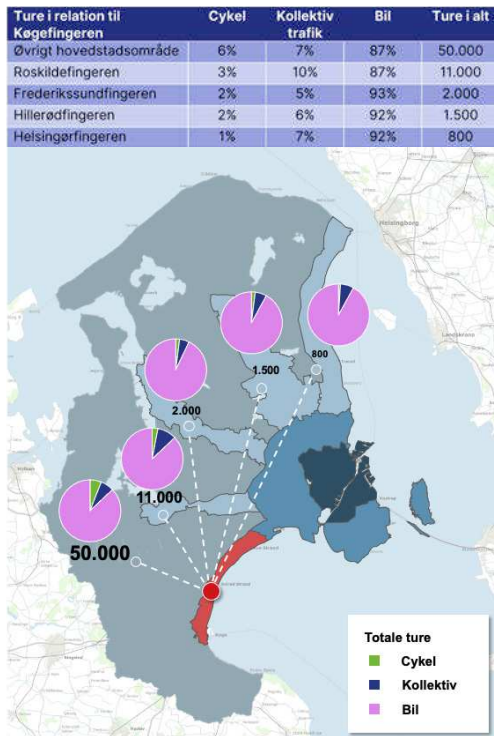 Ture i relation til Køgefingeren Cykel Kollektiv trafik Bil Ture i alt
Øvrigt hovedstadsområde 6% 7% 87% 50.000
Roskildefingeren 3% 10% 87% 11.000
Frederikssundfingeren 2% 5% 93% 2.000
Hillerødfingeren 2% 6% 92% 1.500
Helsingørfingeren 1% 7% 92% 800
Helsingborg
Landskrona
800
1.500
2.000
11.000
50.000
Totale ture
Cykel
Kollektiv
Bil